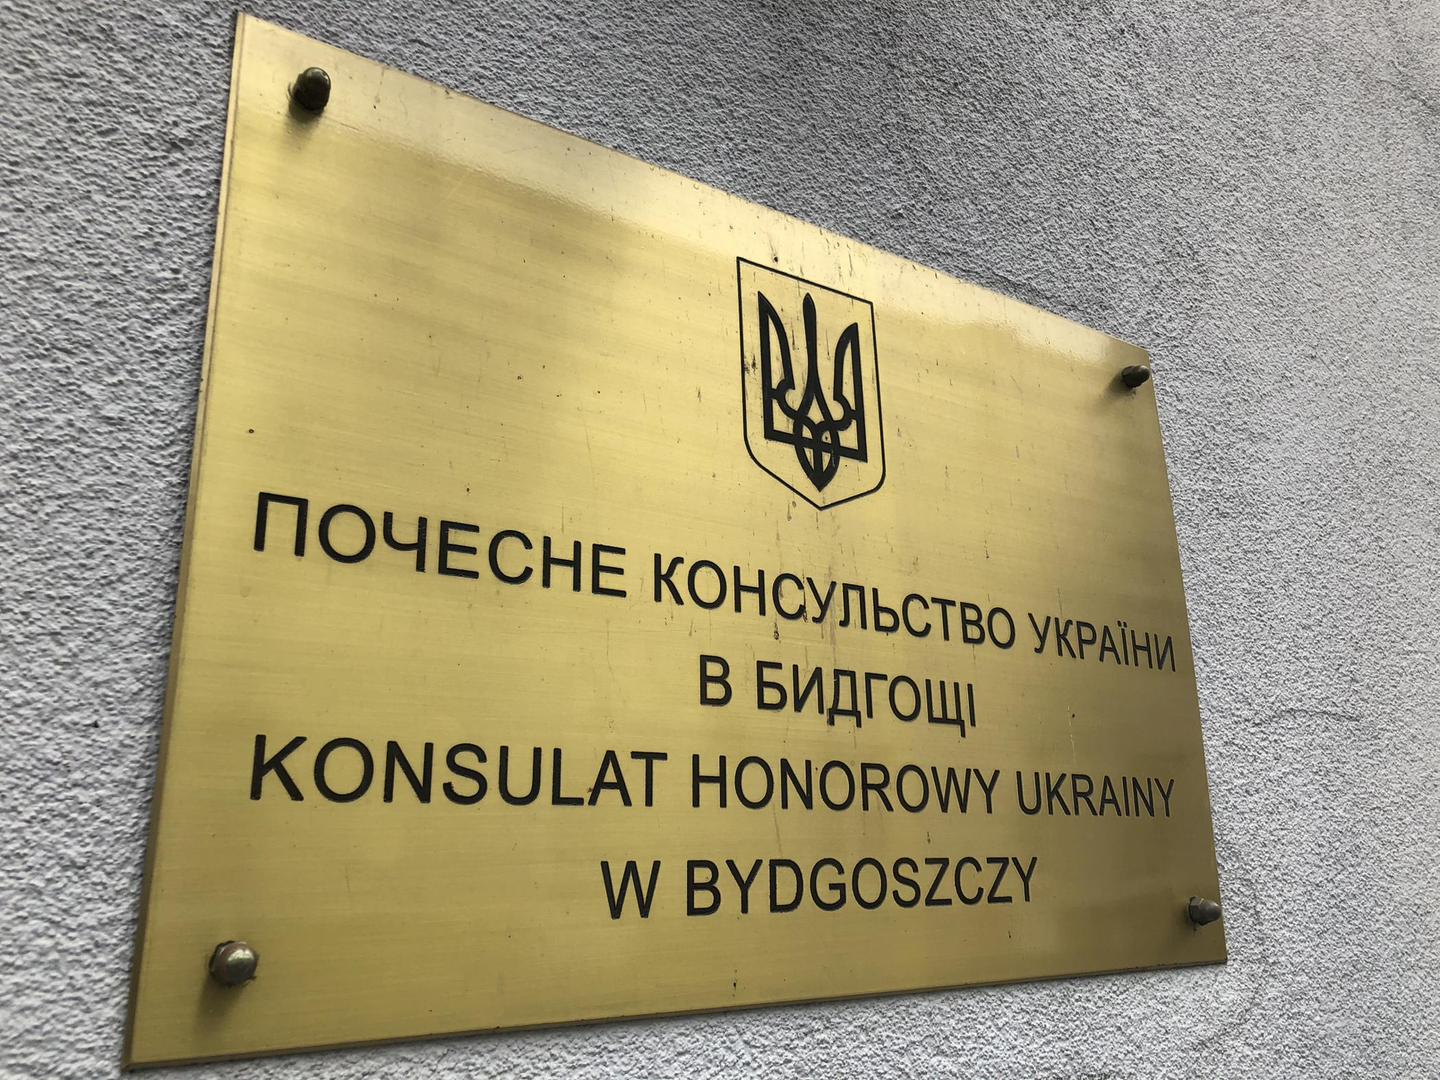 ПОЧЕСНЕ КОНСУЛЬСТВО УКРАЇНИ
В БИДГОЩІ
KONSULAT HONOROWY UKRAINY
W BYDGOSZCZY